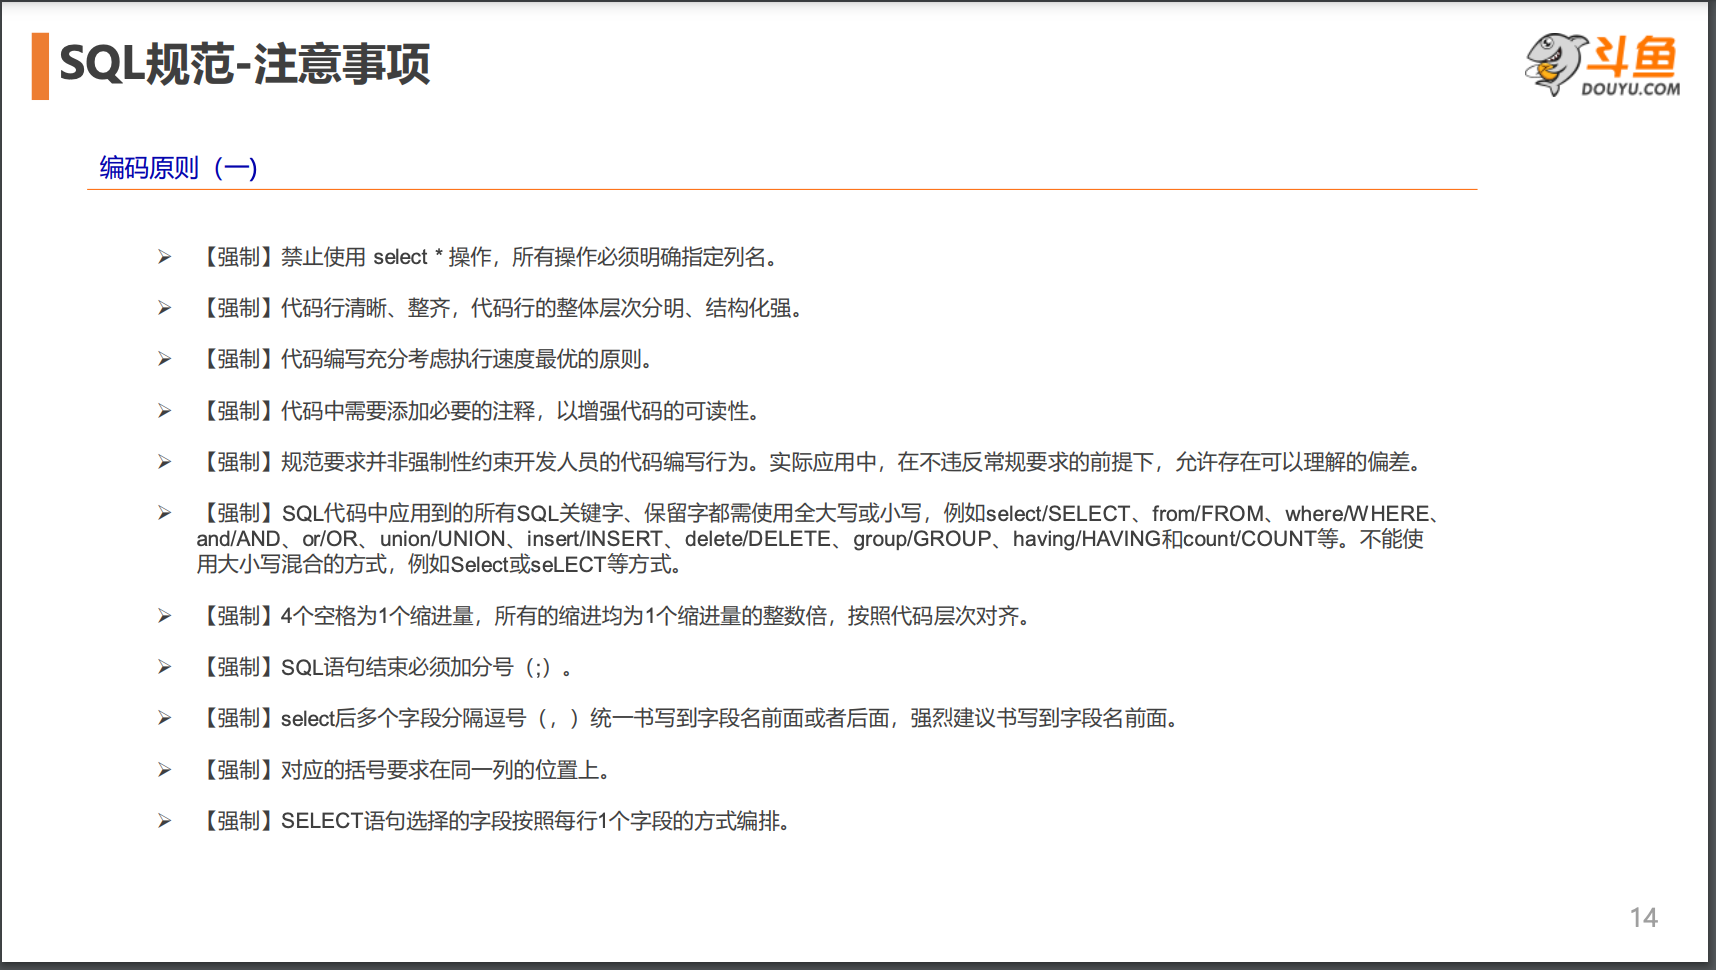 SQL规范-注意事项
斗鱼
DOUYU.COM
编码原则（一)
【强制】禁止使用 select * 操作，所有操作必须明确指定列名。
【强制】代码行清晰、整齐，代码行的整体层次分明、结构化强。
【强制】代码编写充分考虑执行速度最优的原则。
【强制】代码中需要添加必要的注释，以增强代码的可读性。
【强制】规范要求并非强制性约束开发人员的代码编写行为。实际应用中，在不违反常规要求的前提下，允许存在可以理解的偏差。
【强制】SQL代码中应用到的所有SQL关键字、保留字都需使用全大写或小写，例如select/SELECT、from/FROM、where/WHERE、
and/AND、or/OR、union/UNION、insert/INSERT、delete/DELETE、group/GROUP、having/HAVING和count/COUNT等。不能使
用大小写混合的方式，例如Select或seLECT等方式。
【强制】4个空格为1个缩进量，所有的缩进均为1个缩进量的整数倍，按照代码层次对齐。
【强制】SQL语句结束必须加分号（;）。
【强制】select后多个字段分隔逗号（，）统一书写到字段名前面或者后面，强烈建议书写到字段名前面。
【强制】对应的括号要求在同一列的位置上。
【强制】SELECT语句选择的字段按照每行1个字段的方式编排。
14